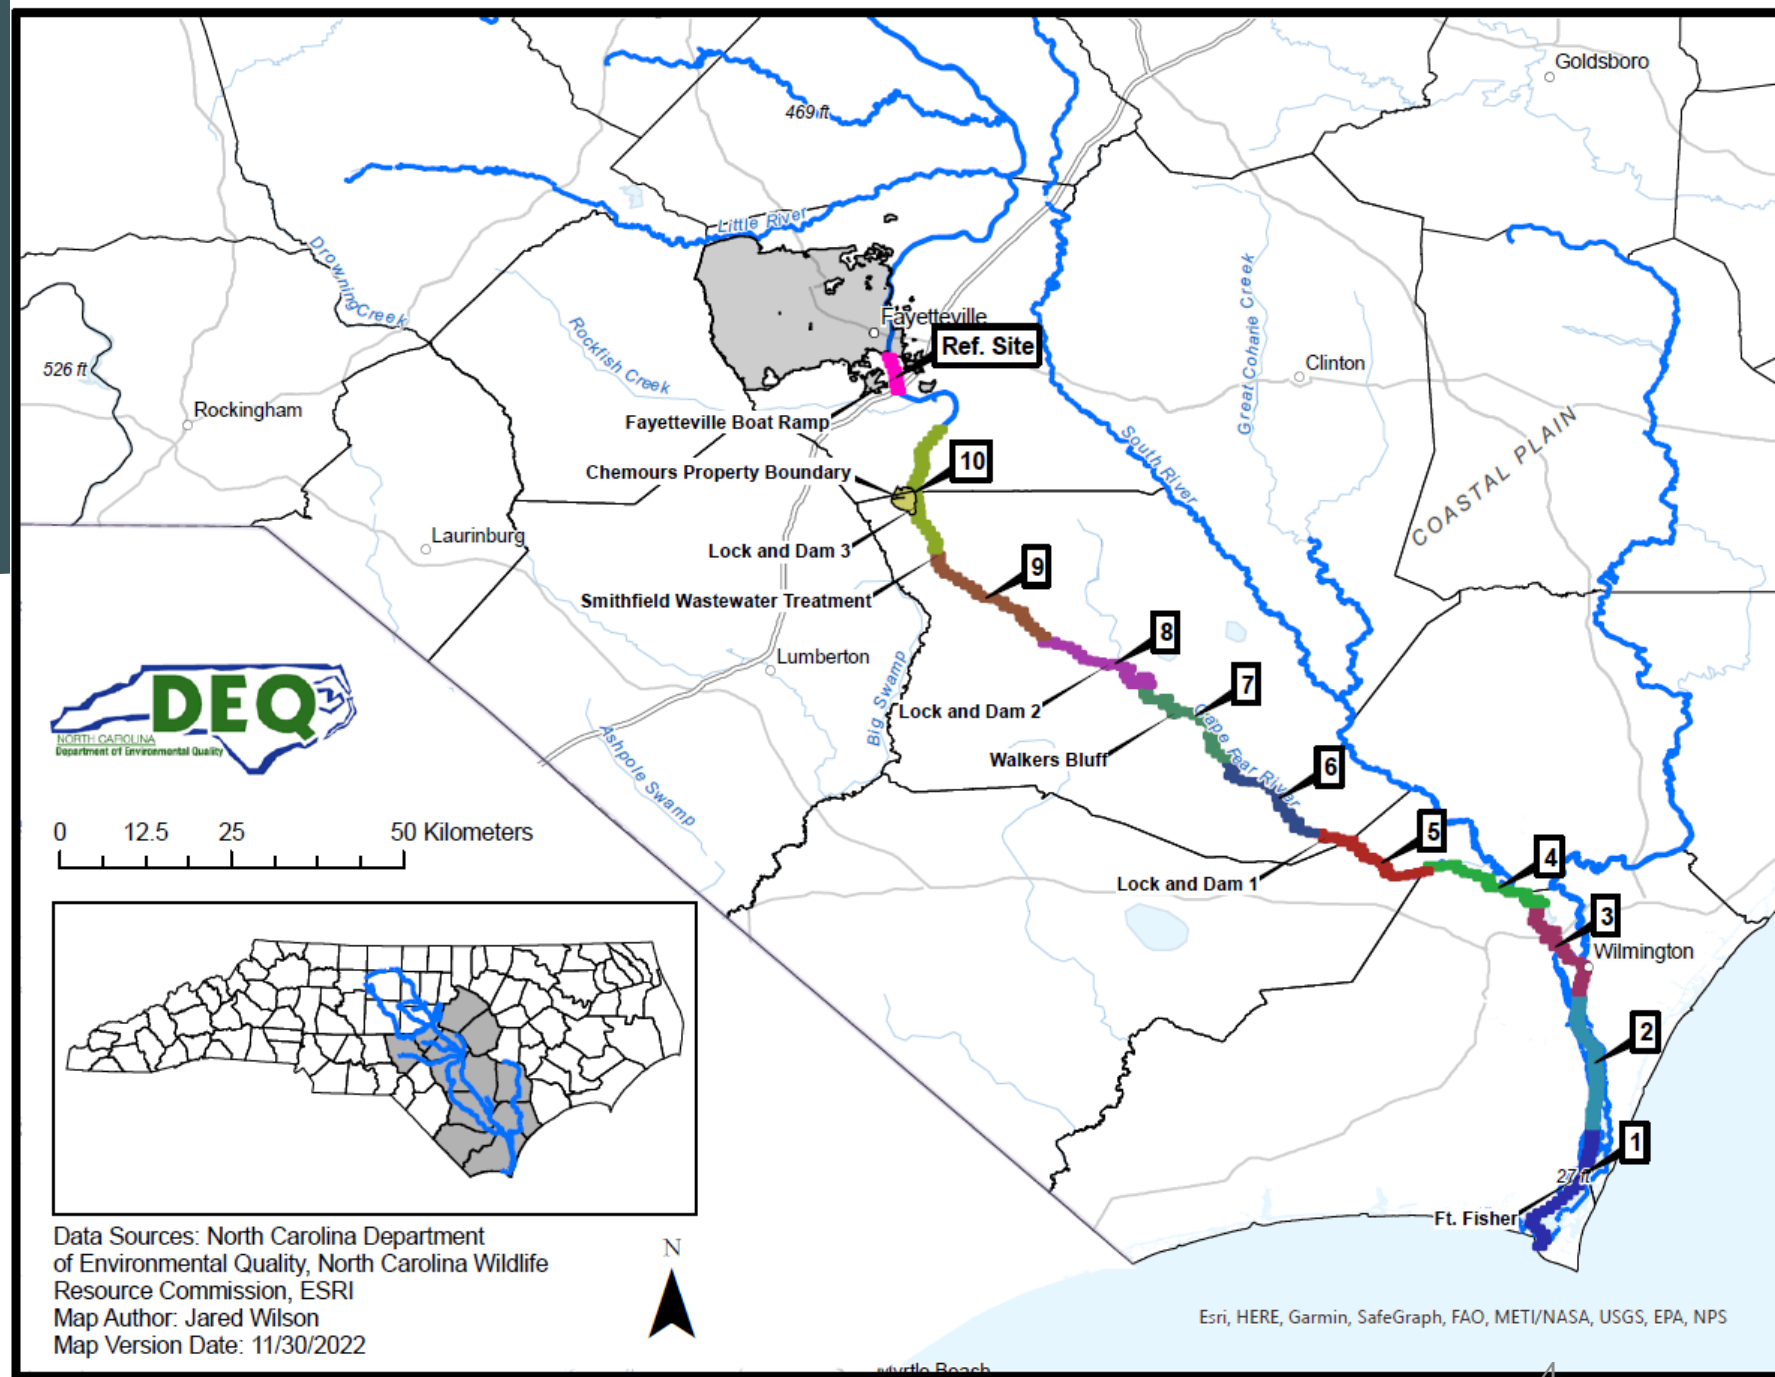 Goldsboro
469 ft
Little River
Drowning Creek
Fayetteville
Ref. Site
Great Coharie Creek
Rockfish Creek
Clinton
526 ft
Rockingham
Fayetteville Boat Ramp
South River
COASTAL PLAIN
Chemours Property Boundary
10
Laurinburg
Lock and Dam 3
9
Smithfield Wastewater Treatment
8
Lumberton
Big Swamp
7
Lock and Dam 2
Cape Fear River
Walkers Bluff
6
Ashpole Swamp
DEQ
NORTH CAROLINA
Department of Environmental Quality
0 12.5 25 50 Kilometers
5
4
Lock and Dam 1
3
Wilmington
2
1
27 ft
Ft. Fisher
Data Sources: North Carolina Department
of Environmental Quality, North Carolina Wildlife
Resource Commission, ESRI
Map Author: Jared Wilson
Map Version Date: 11/30/2022
N
Esri, HERE, Garmin, SafeGraph, FAO, METI/NASA, USGS, EPA, NPS
Myrtle Beach
4